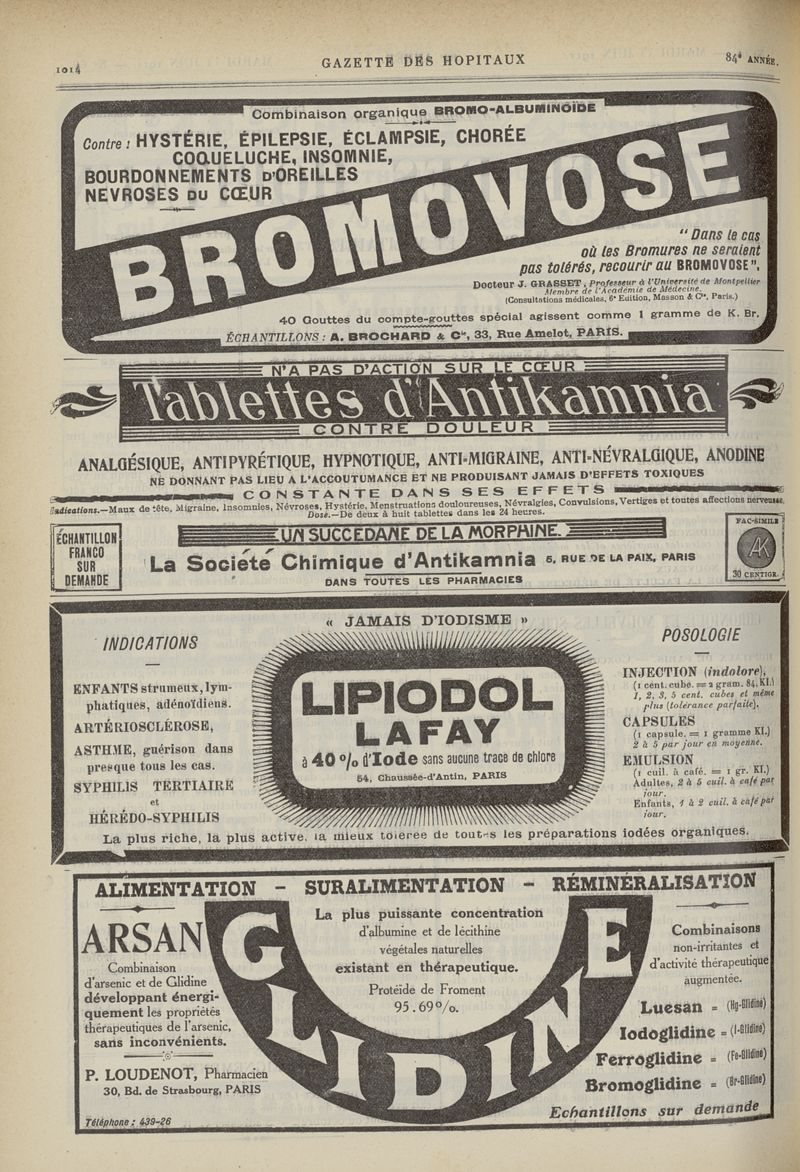 1014
GAZETTE DES HOPITAUX
84e ANNÉE.
Combinaison organique BROMO-ALBUMINOÏDE
Contre : HYSTÉRIE, ÉPILEPSIE, ÉCLAMPSIE, CHORÉE
COQUELUCHE, INSOMNIE,
BOURDONNEMENTS D'OREILLES
NEVROSES DU CŒUR
BROMOVOSE
"Dans le cas
où les Bromures ne seraient
pas tolérés, recourir au BROMOVOSE".
Docteur J. GRASSET, Professeur à l'Université de Montpellier
Membre de l'Académie de Médecine.
(Consultations médicales, 6e Edition, Masson & Cie, Paris.)
40 Gouttes du compte-gouttes spécial agissent comme 1 gramme de K. Br.
ÉCHANTILLONS : A. BROCHARD & Cie, 33, Rue Amelot, PARIS.
N'A PAS D'ACTION SUR LE CŒUR
Tablettes d'Antikamnia
CONTRE DOULEUR
ANALGÉSIQUE, ANTIPYRÉTIQUE, HYPNOTIQUE, ANTI-MIGRAINE, ANTI-NÉVRALGIQUE, ANODINE
NE DONNANT PAS LIEU A L'ACCOUTUMANCE ET NE PRODUISANT JAMAIS D'EFFETS TOXIQUES
CONSTANTE DANS SES EFFETS
Indications.—Maux de tête, Migraine, Insomnies, Névroses, Hystérie, Menstruations douloureuses, Névralgies, Convulsions, Vertiges et toutes affections nerveuses.
Dose.—De deux à huit tablettes dans les 24 heures.
ÉCHANTILLON
FRANCO
SUR
DEMANDE
UN SUCCEDANE DE LA MORPHINE.
La Société Chimique d'Antikamnia 5, RUE DE LA PAIX, PARIS
DANS TOUTES LES PHARMACIES
FAC-SIMILE
AK
30 CENTIGR.
« JAMAIS D'IODISME »
INDICATIONS
ENFANTS strumeux, lym-
phatiques, adénoïdiens.
ARTÉRIOSCLÉROSE,
ASTHME, guérison dans
presque tous les cas.
SYPHILIS TERTIAIRE
et
HÉRÉDO-SYPHILIS
LIPIODOL
LAFAY
à 40 % d'Iode sans aucune trace de chlore
54, Chaussée-d'Antin, PARIS
POSOLOGIE
INJECTION (indolore),
(1 cent. cube. = 2 gram. 84, KI.)
1, 2, 3, 5 cent. cubes et même
plus (tolérance parfaite).
CAPSULES
(1 capsule. = 1 gramme KI.)
2 à 5 par jour en moyenne.
EMULSION
(1 cuil. à café. = 1 gr. KI.)
Adultes, 2 à 5 cuil. à café par
jour.
Enfants, 1 à 2 cuil. à café par
jour.
La plus riche, la plus active, la mieux tolérée de toutes les préparations iodées organiques.
ALIMENTATION - SURALIMENTATION - RÉMINÉRALISATION
ARSAN
Combinaison
d'arsenic et de Glidine
développant énergi-
quement les propriétés
thérapeutiques de l'arsenic,
sans inconvénients.
P. LOUDENOT, Pharmacien
30, Bd. de Strasbourg, PARIS
Téléphone : 439-26
GLIDINE
La plus puissante concentration
d'albumine et de lécithine
végétales naturelles
existant en thérapeutique.
Protéide de Froment
95.69%.
Combinaisons
non-irritantes et
d'activité thérapeutique
augmentée.
Luesan = (Hg-Glidine)
Iodoglidine = (I-Glidine)
Ferroglidine = (Fe-Glidine)
Bromoglidine = (Br-Glidine)
Echantillons sur demande